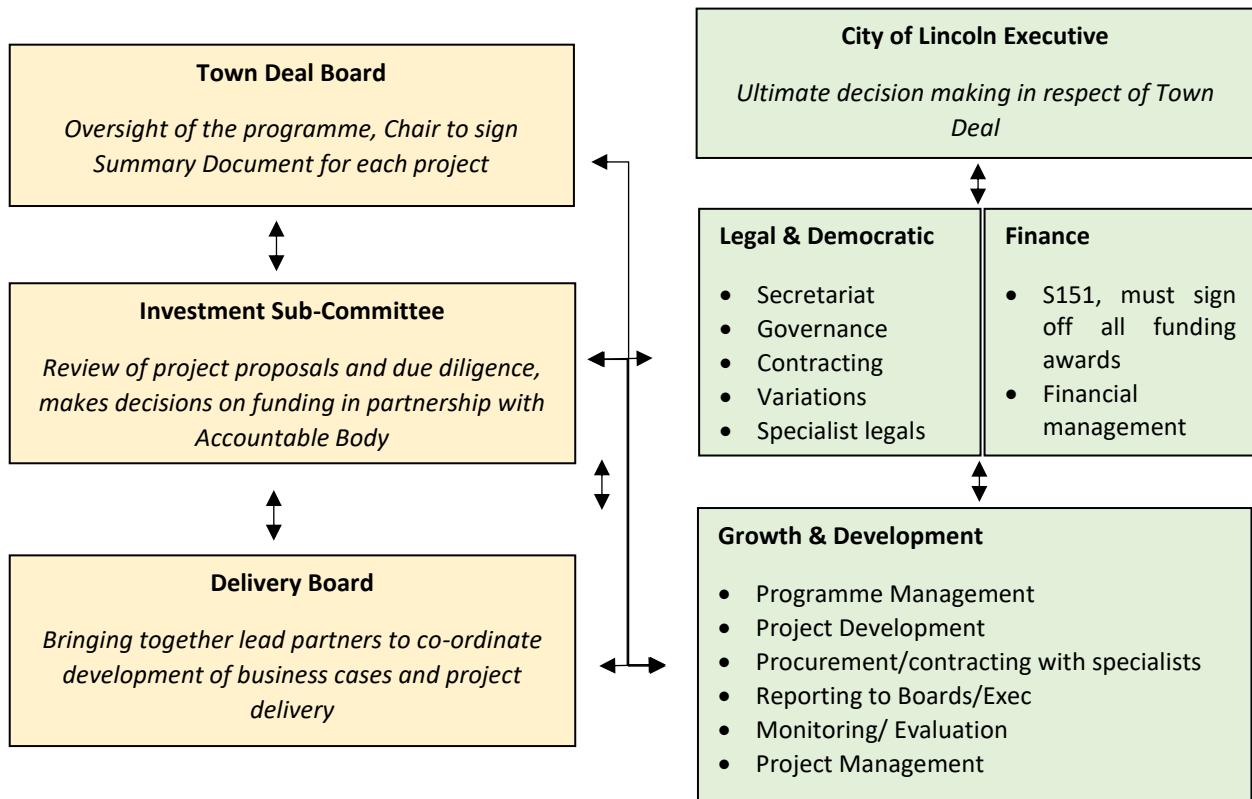 Town Deal Board
Oversight of the programme, Chair to sign
Summary Document for each project
Investment Sub-Committee
Review of project proposals and due diligence,
makes decisions on funding in partnership with
Accountable Body
Delivery Board
Bringing together lead partners to co-ordinate
development of business cases and project
delivery
City of Lincoln Executive
Ultimate decision making in respect of Town
Deal
Legal & Democratic
• Secretariat
• Governance
• Contracting
• Variations
• Specialist legals
Finance
• S151, must sign
off all funding
awards
• Financial
management
Growth & Development
• Programme Management
• Project Development
• Procurement/contracting with specialists
• Reporting to Boards/Exec
• Monitoring/ Evaluation
• Project Management